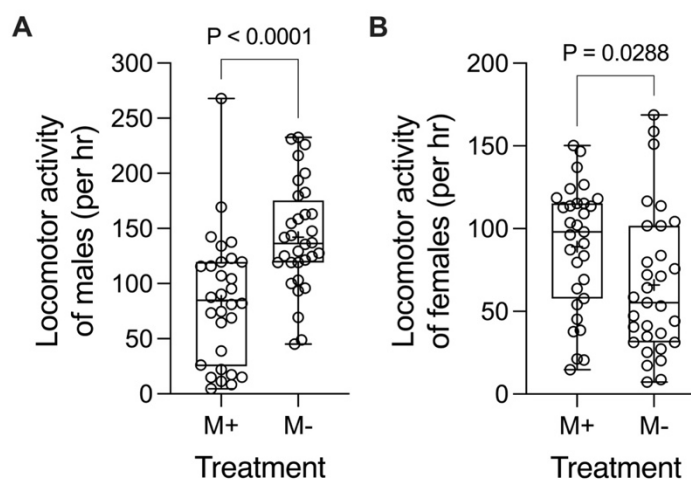 A
P < 0.0001
Locomotor activity
of males (per hr)
300
250
200
150
100
50
0
M+
M-
Treatment
B
P = 0.0288
Locomotor activity
of females (per hr)
200
150
100
50
0
M+
M-
Treatment